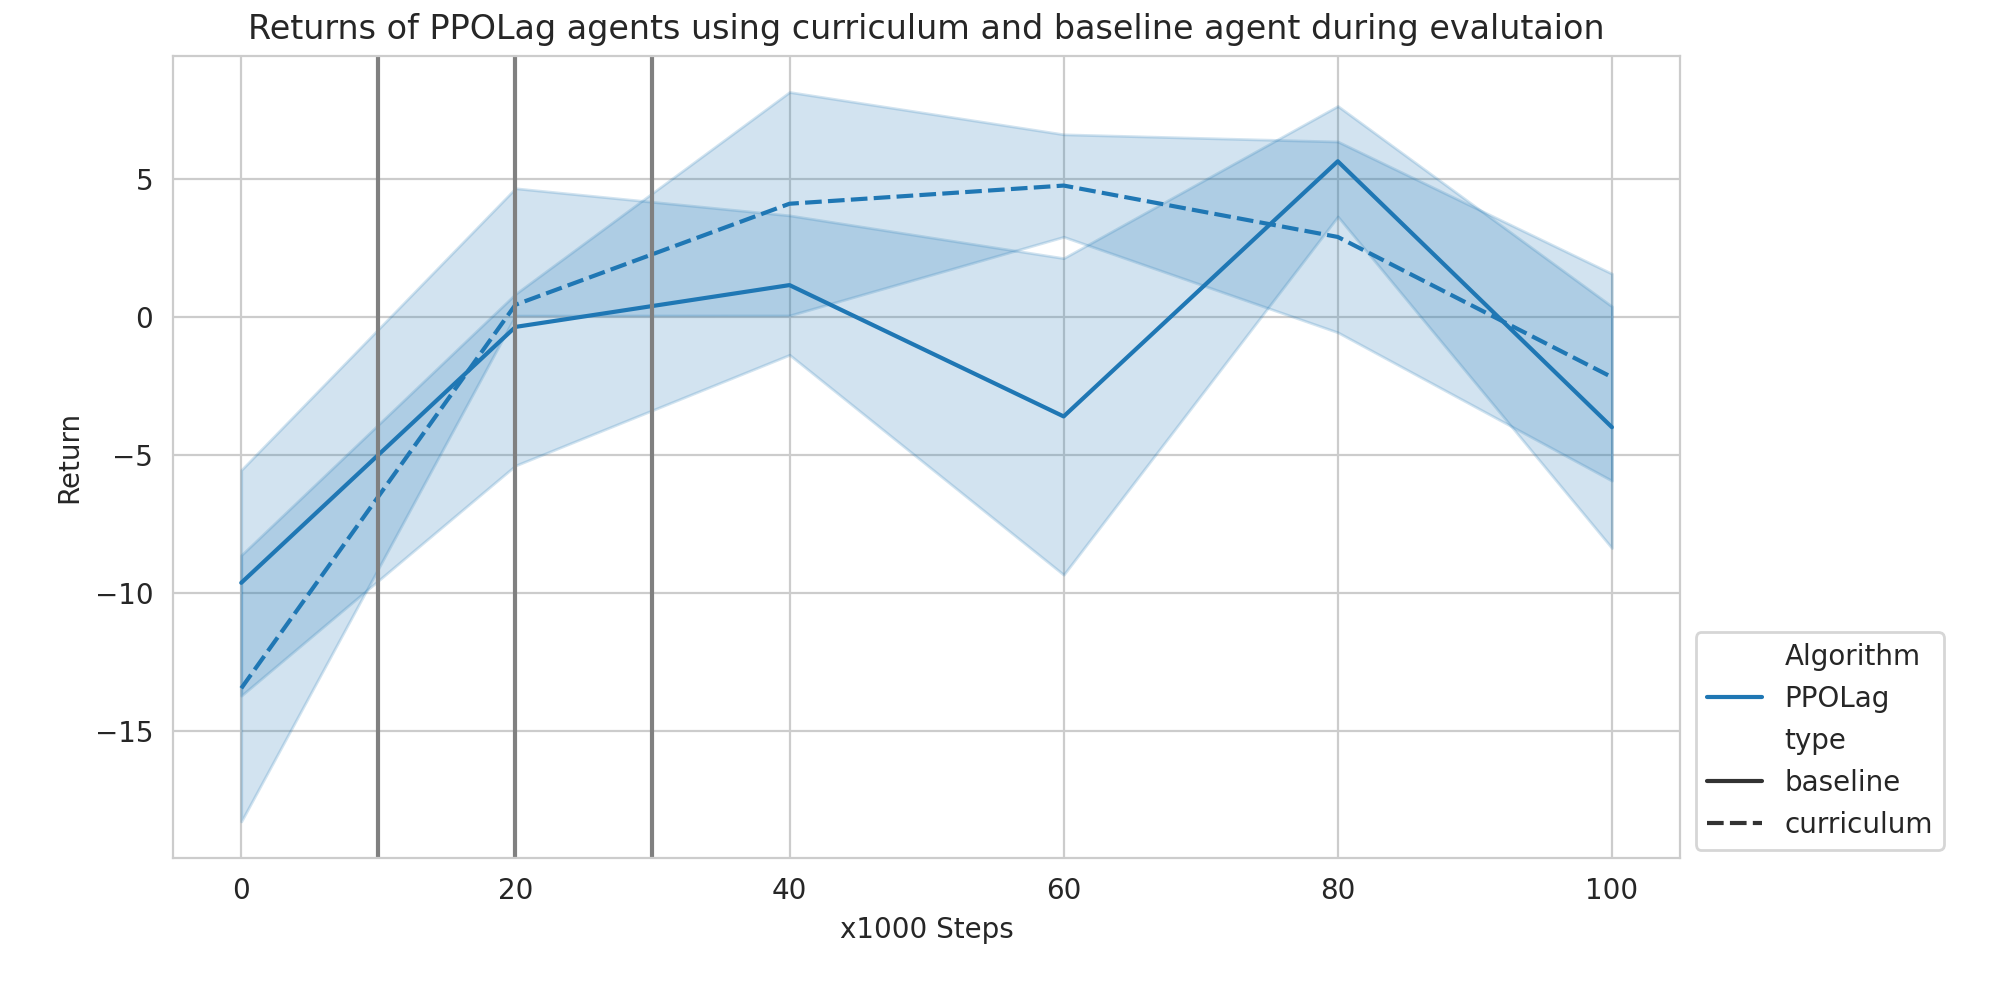 Returns of PPOLag agents using curriculum and baseline agent during evalutaion
5
0
−5
−10
−15
Return
0 20 40 60 80 100
x1000 Steps
Algorithm
PPOLag
type
baseline
curriculum